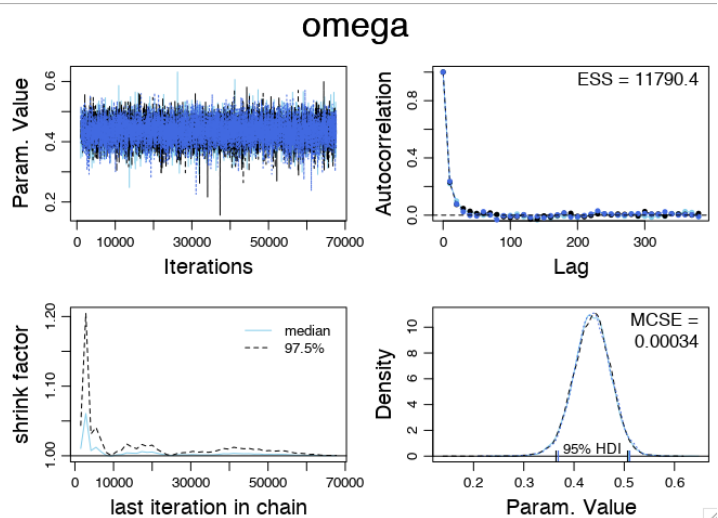 omega
Param. Value
0.2 0.4 0.6
0 10000 30000 50000 70000
Iterations
Autocorrelation
0.0 0.4 0.8
ESS = 11790.4
0 100 200 300
Lag
shrink factor
1.00 1.10 1.20
median
97.5%
0 10000 30000 50000 70000
last iteration in chain
Density
0 2 4 6 8 10
MCSE =
0.00034
95% HDI
0.2 0.3 0.4 0.5 0.6
Param. Value